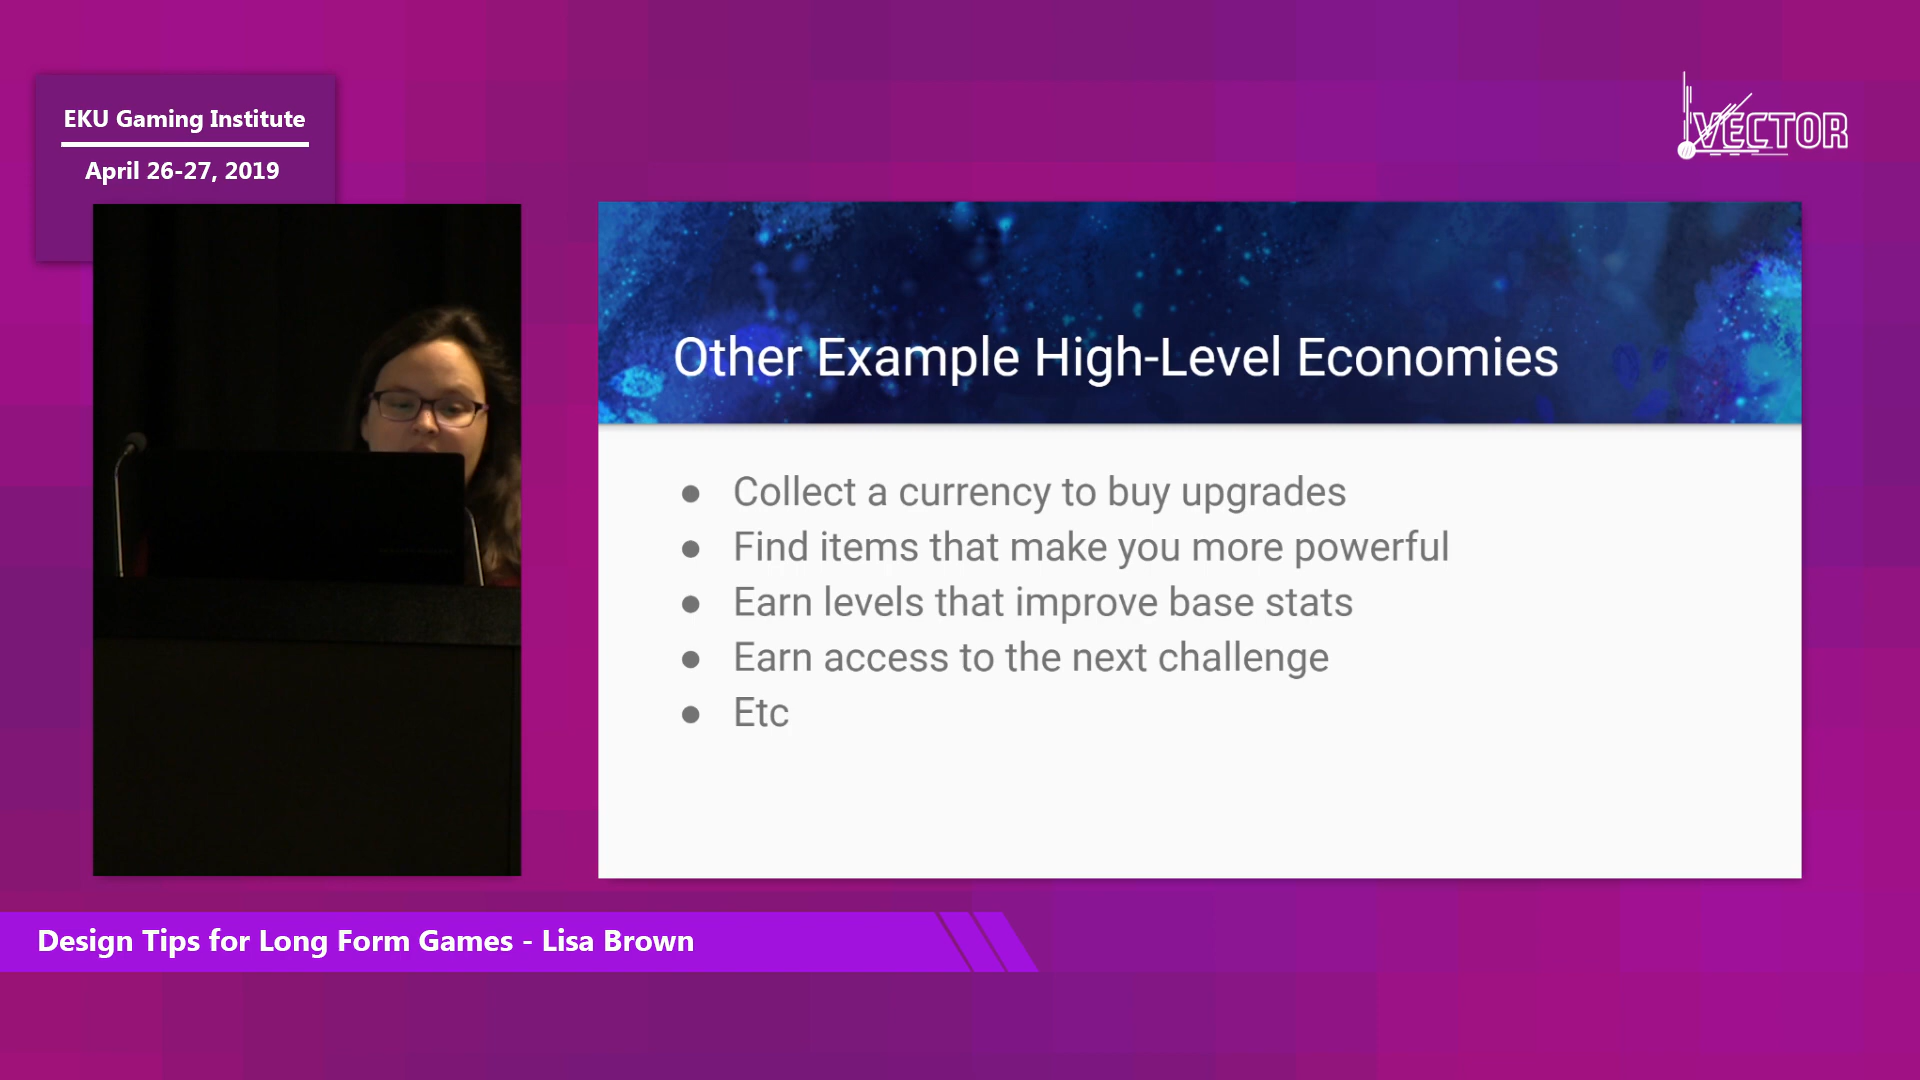 EKU Gaming Institute
April 26-27, 2019
VECTOR
Other Example High-Level Economies
● Collect a currency to buy upgrades
● Find items that make you more powerful
● Earn levels that improve base stats
● Earn access to the next challenge
● Etc
Design Tips for Long Form Games - Lisa Brown